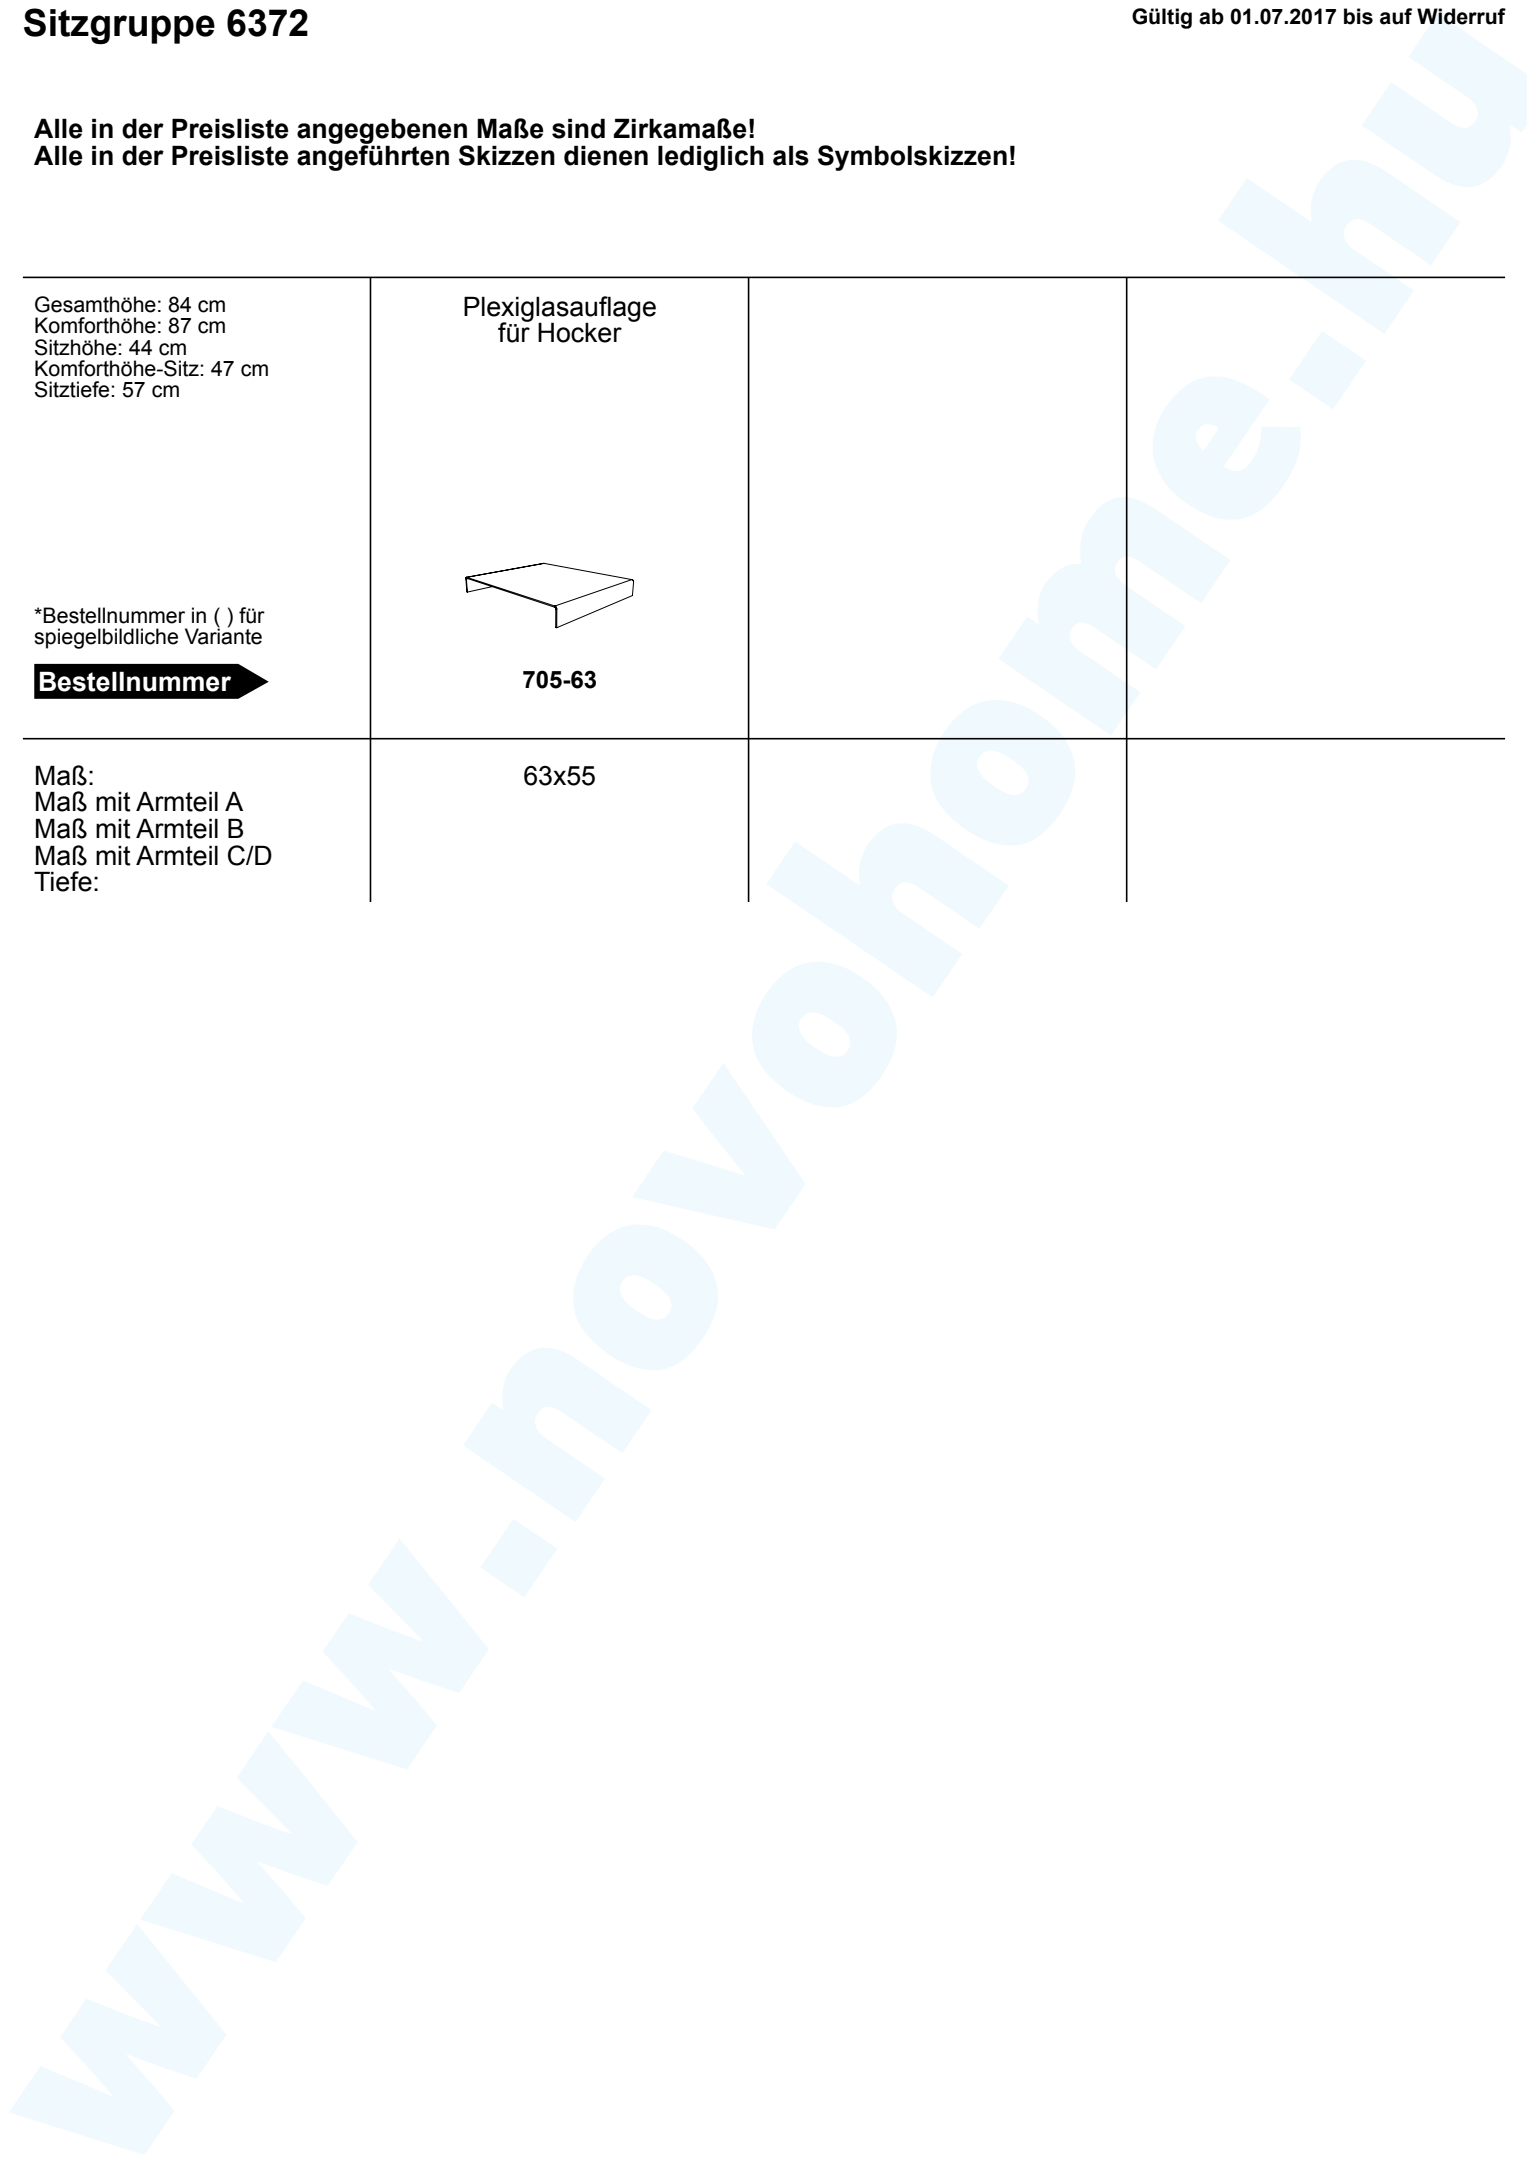 Sitzgruppe 6372
Gültig ab 01.07.2017 bis auf Widerruf
Alle in der Preisliste angegebenen Maße sind Zirkamaße!
Alle in der Preisliste angeführten Skizzen dienen lediglich als Symbolskizzen!
Gesamthöhe: 84 cm
Komforthöhe: 87 cm
Sitzhöhe: 44 cm
Komforthöhe-Sitz: 47 cm
Sitztiefe: 57 cm
*Bestellnummer in ( ) für
spiegelbildliche Variante
Bestellnummer
Plexiglasauflage
für Hocker
705-63
Maß:
Maß mit Armteil A
Maß mit Armteil B
Maß mit Armteil C/D
Tiefe:
63x55
www.novohome.hu